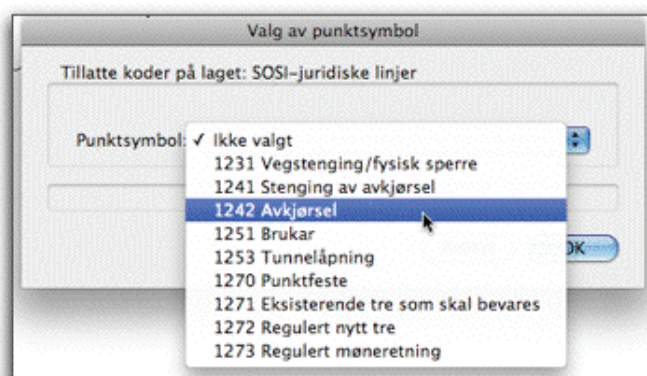 Valg av punktsymbol
Tillatte koder på laget: SOSI-juridiske linjer
Punktsymbol: ✓ Ikke valgt
1231 Vegstenging/fysisk sperre
1241 Stenging av avkjørsel
1242 Avkjørsel
1251 Brukar
1253 Tunnelåpning
1270 Punktfeste
1271 Eksisterende tre som skal bevares
1272 Regulert nytt tre
1273 Regulert møneretning
OK